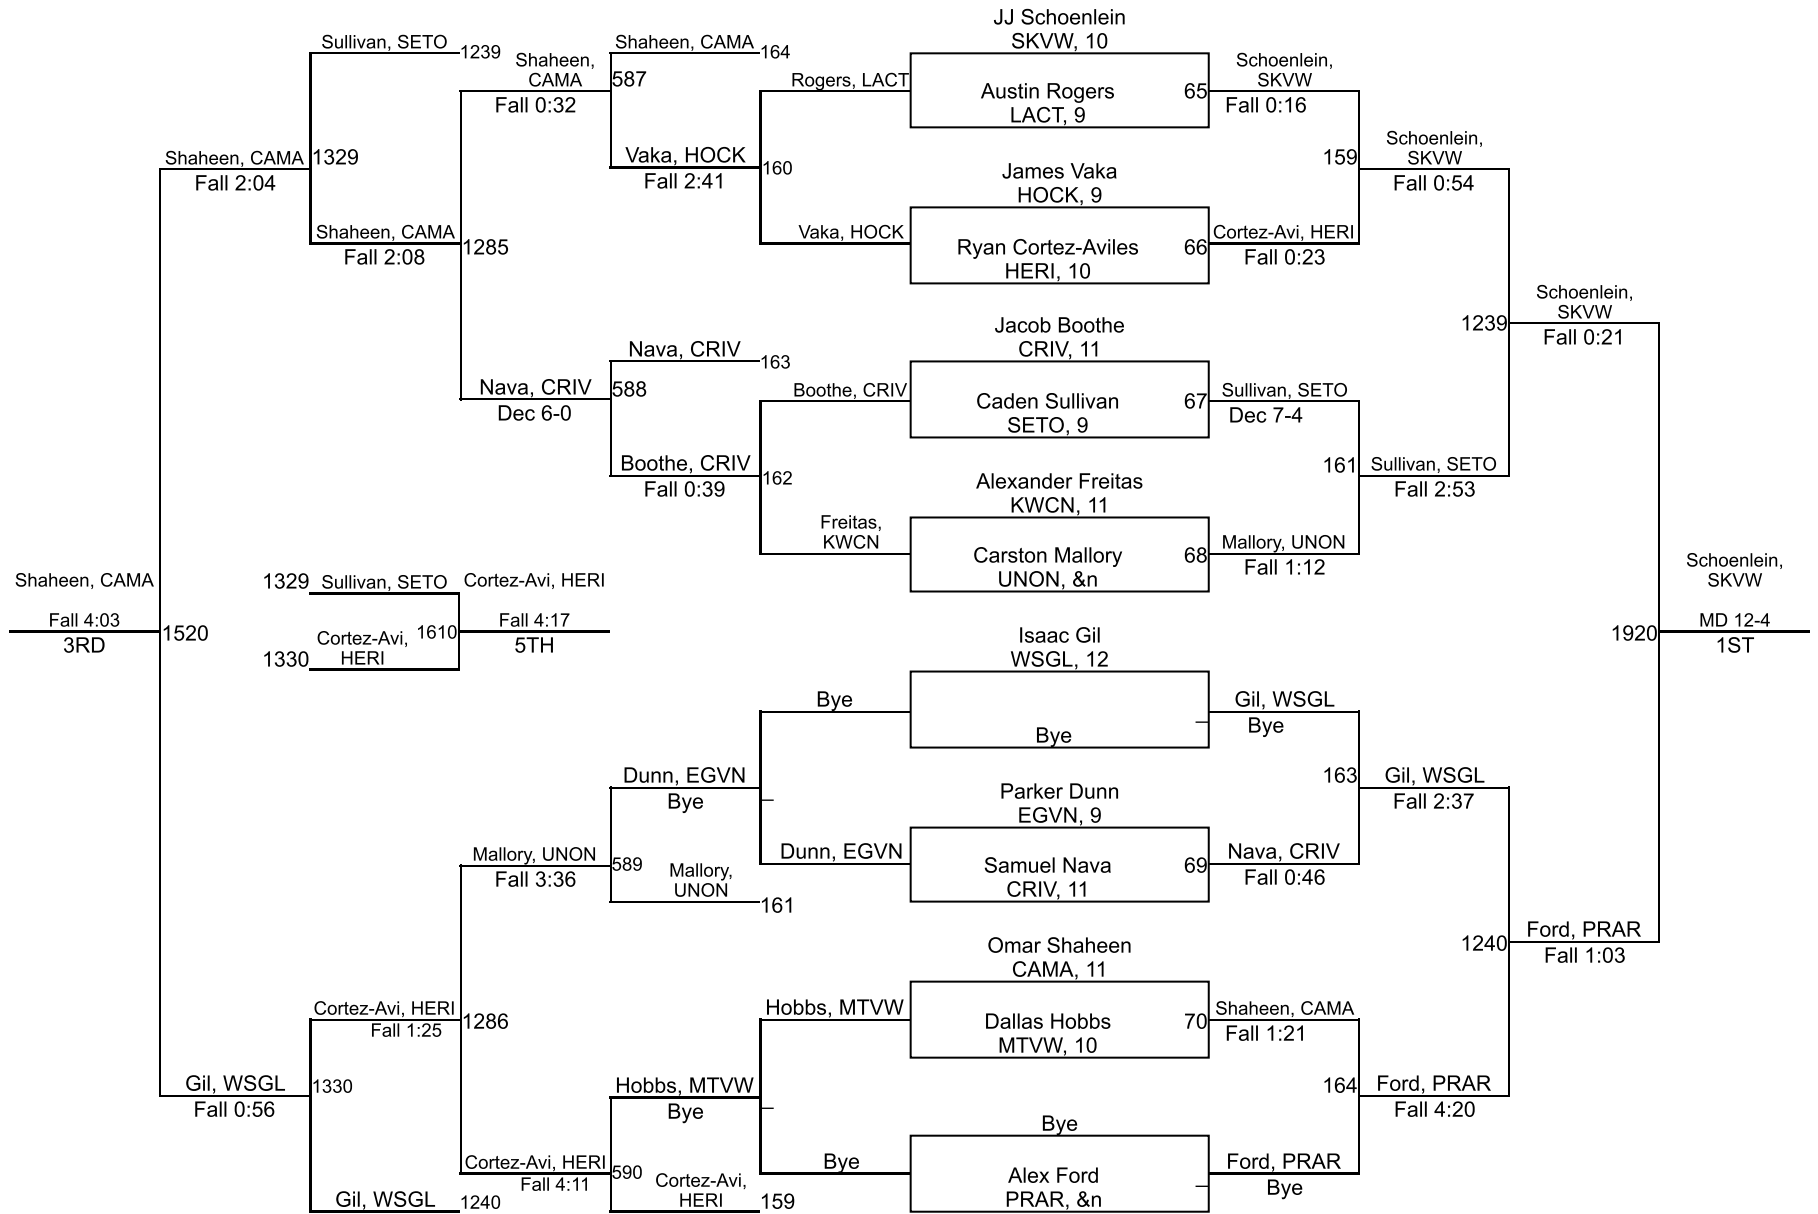 JJ Schoenlein
SKVW, 10
Sullivan, SETO
1239
Shaheen,
CAMA
Fall 0:32
Shaheen, CAMA
164
587
Rogers, LACT
Austin Rogers
LACT, 9
65
Schoenlein,
SKVW
Fall 0:16
Shaheen, CAMA
Fall 2:04
1329
Vaka, HOCK
Fall 2:41
160
James Vaka
HOCK, 9
159
Schoenlein,
SKVW
Fall 0:54
Shaheen, CAMA
Fall 2:08
1285
Vaka, HOCK
Ryan Cortez-Aviles
HERI, 10
66
Cortez-Avi, HERI
Fall 0:23
Jacob Boothe
CRIV, 11
1239
Schoenlein,
SKVW
Fall 0:21
Nava, CRIV
163
Nava, CRIV
Dec 6-0
588
Boothe, CRIV
Caden Sullivan
SETO, 9
67
Sullivan, SETO
Dec 7-4
Boothe, CRIV
Fall 0:39
162
Alexander Freitas
KWCN, 11
161
Sullivan, SETO
Fall 2:53
Freitas,
KWCN
Carston Mallory
UNON, &n
68
Mallory, UNON
Fall 1:12
Shaheen, CAMA
Fall 4:03
3RD
1520
1329
Sullivan, SETO
Cortez-Avi, HERI
1330
Cortez-Avi,
HERI
1610
Fall 4:17
5TH
Isaac Gil
WSGL, 12
1920
Schoenlein,
SKVW
MD 12-4
1ST
Bye
Bye
Gil, WSGL
Bye
Dunn, EGVN
Bye
Parker Dunn
EGVN, 9
163
Gil, WSGL
Fall 2:37
Mallory, UNON
Fall 3:36
589
Mallory,
UNON
161
Dunn, EGVN
Samuel Nava
CRIV, 11
69
Nava, CRIV
Fall 0:46
Omar Shaheen
CAMA, 11
1240
Ford, PRAR
Fall 1:03
Cortez-Avi, HERI
Fall 1:25
1286
Hobbs, MTVW
Dallas Hobbs
MTVW, 10
70
Shaheen, CAMA
Fall 1:21
Gil, WSGL
Fall 0:56
1330
Hobbs, MTVW
Bye
Bye
164
Ford, PRAR
Fall 4:20
Cortez-Avi, HERI
Fall 4:11
590
Cortez-Avi,
HERI
159
Bye
Alex Ford
PRAR, &n
Ford, PRAR
Bye
Gil, WSGL
1240